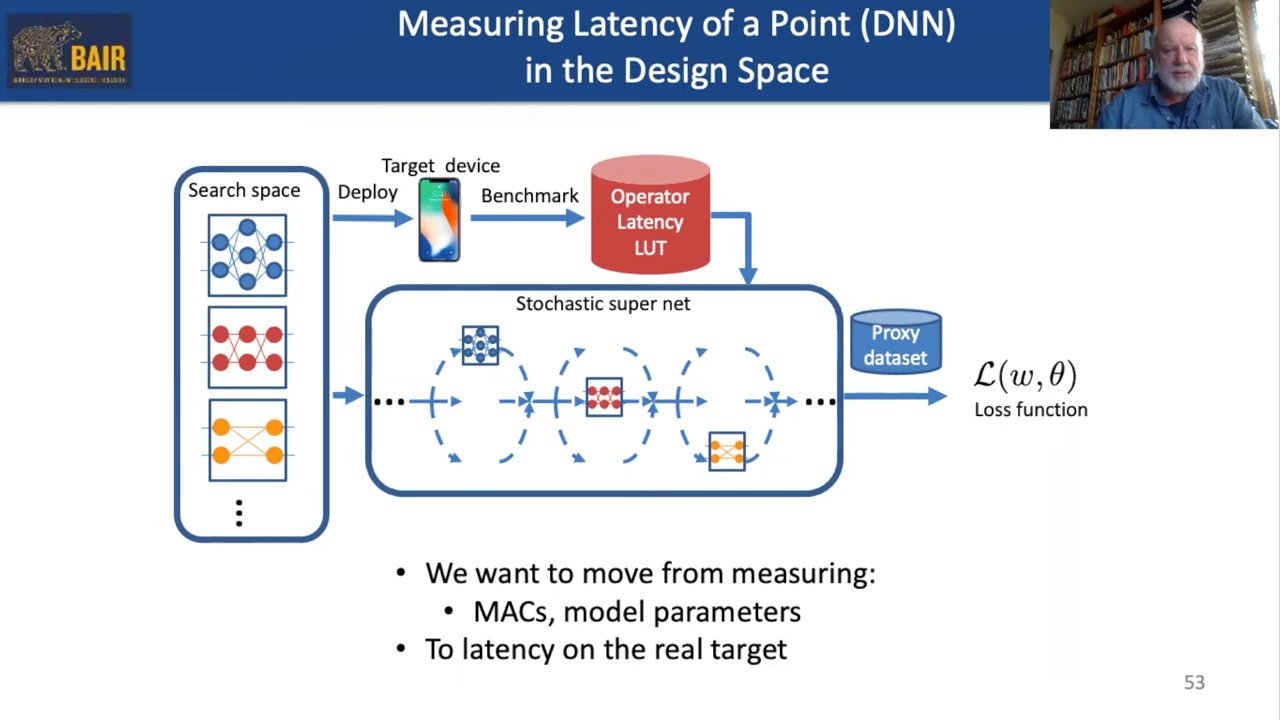 Measuring Latency of a Point (DNN)
in the Design Space
BAIR
Search space
Deploy
Target device
Benchmark
Operator
Latency
LUT
Stochastic super net
Proxy
dataset
ℒ(w, θ)
Loss function
• We want to move from measuring:
• MACs, model parameters
• To latency on the real target
53